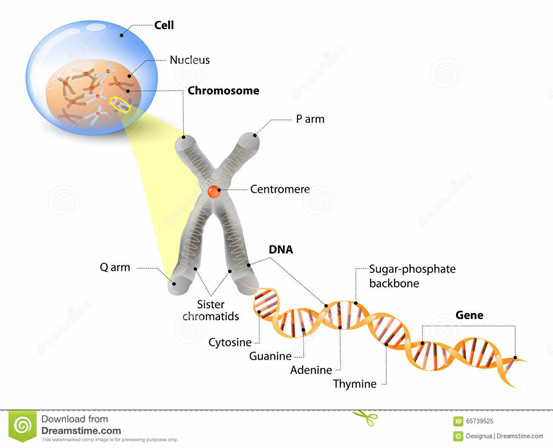 Cell
Nucleus
Chromosome
P arm
Centromere
DNA
Q arm
Sister
chromatids
Sugar-phosphate
backbone
Gene
Cytosine
Guanine
Adenine
Thymine
Download from
Dreamstime.com
This watermarked comp image is for previewing purposes only.
65739525
Designua | Dreamstime.com